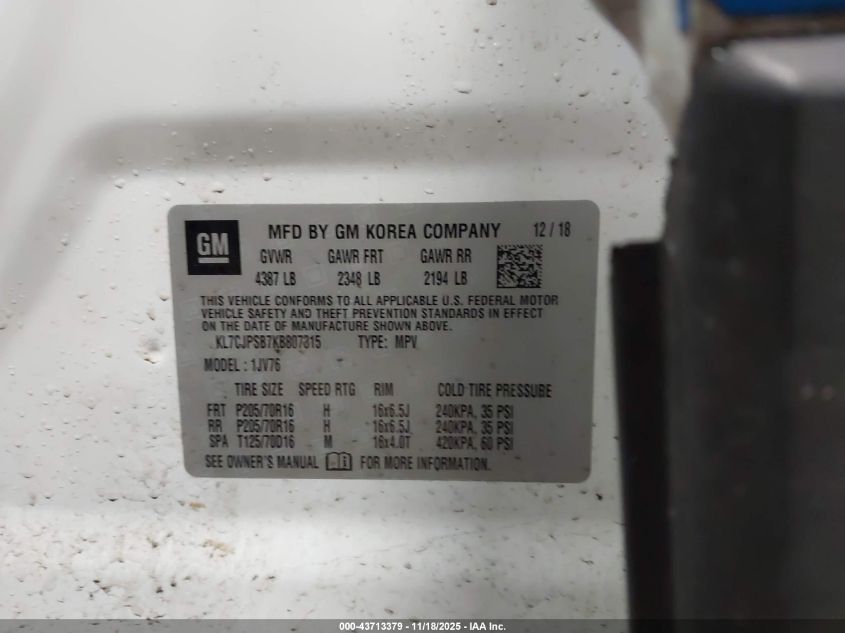 GM
MFD BY GM KOREA COMPANY 12 / 18
GVWR GAWR FRT GAWR RR
4387 LB 2348 LB 2194 LB
THIS VEHICLE CONFORMS TO ALL APPLICABLE U.S. FEDERAL MOTOR
VEHICLE SAFETY AND THEFT PREVENTION STANDARDS IN EFFECT
ON THE DATE OF MANUFACTURE SHOWN ABOVE.
KL7CJPSB7KB807315 TYPE: MPV
MODEL : 1JV76
TIRE SIZE SPEED RTG RIM COLD TIRE PRESSURE
FRT P205/70R16 H 16x6.5J 240KPA, 35 PSI
RR P205/70R16 H 16x6.5J 240KPA, 35 PSI
SPA T125/70D16 M 16x4.0T 420KPA, 60 PSI
SEE OWNER'S MANUAL FOR MORE INFORMATION.
000-43713379 - 11/18/2025 - IAA Inc.